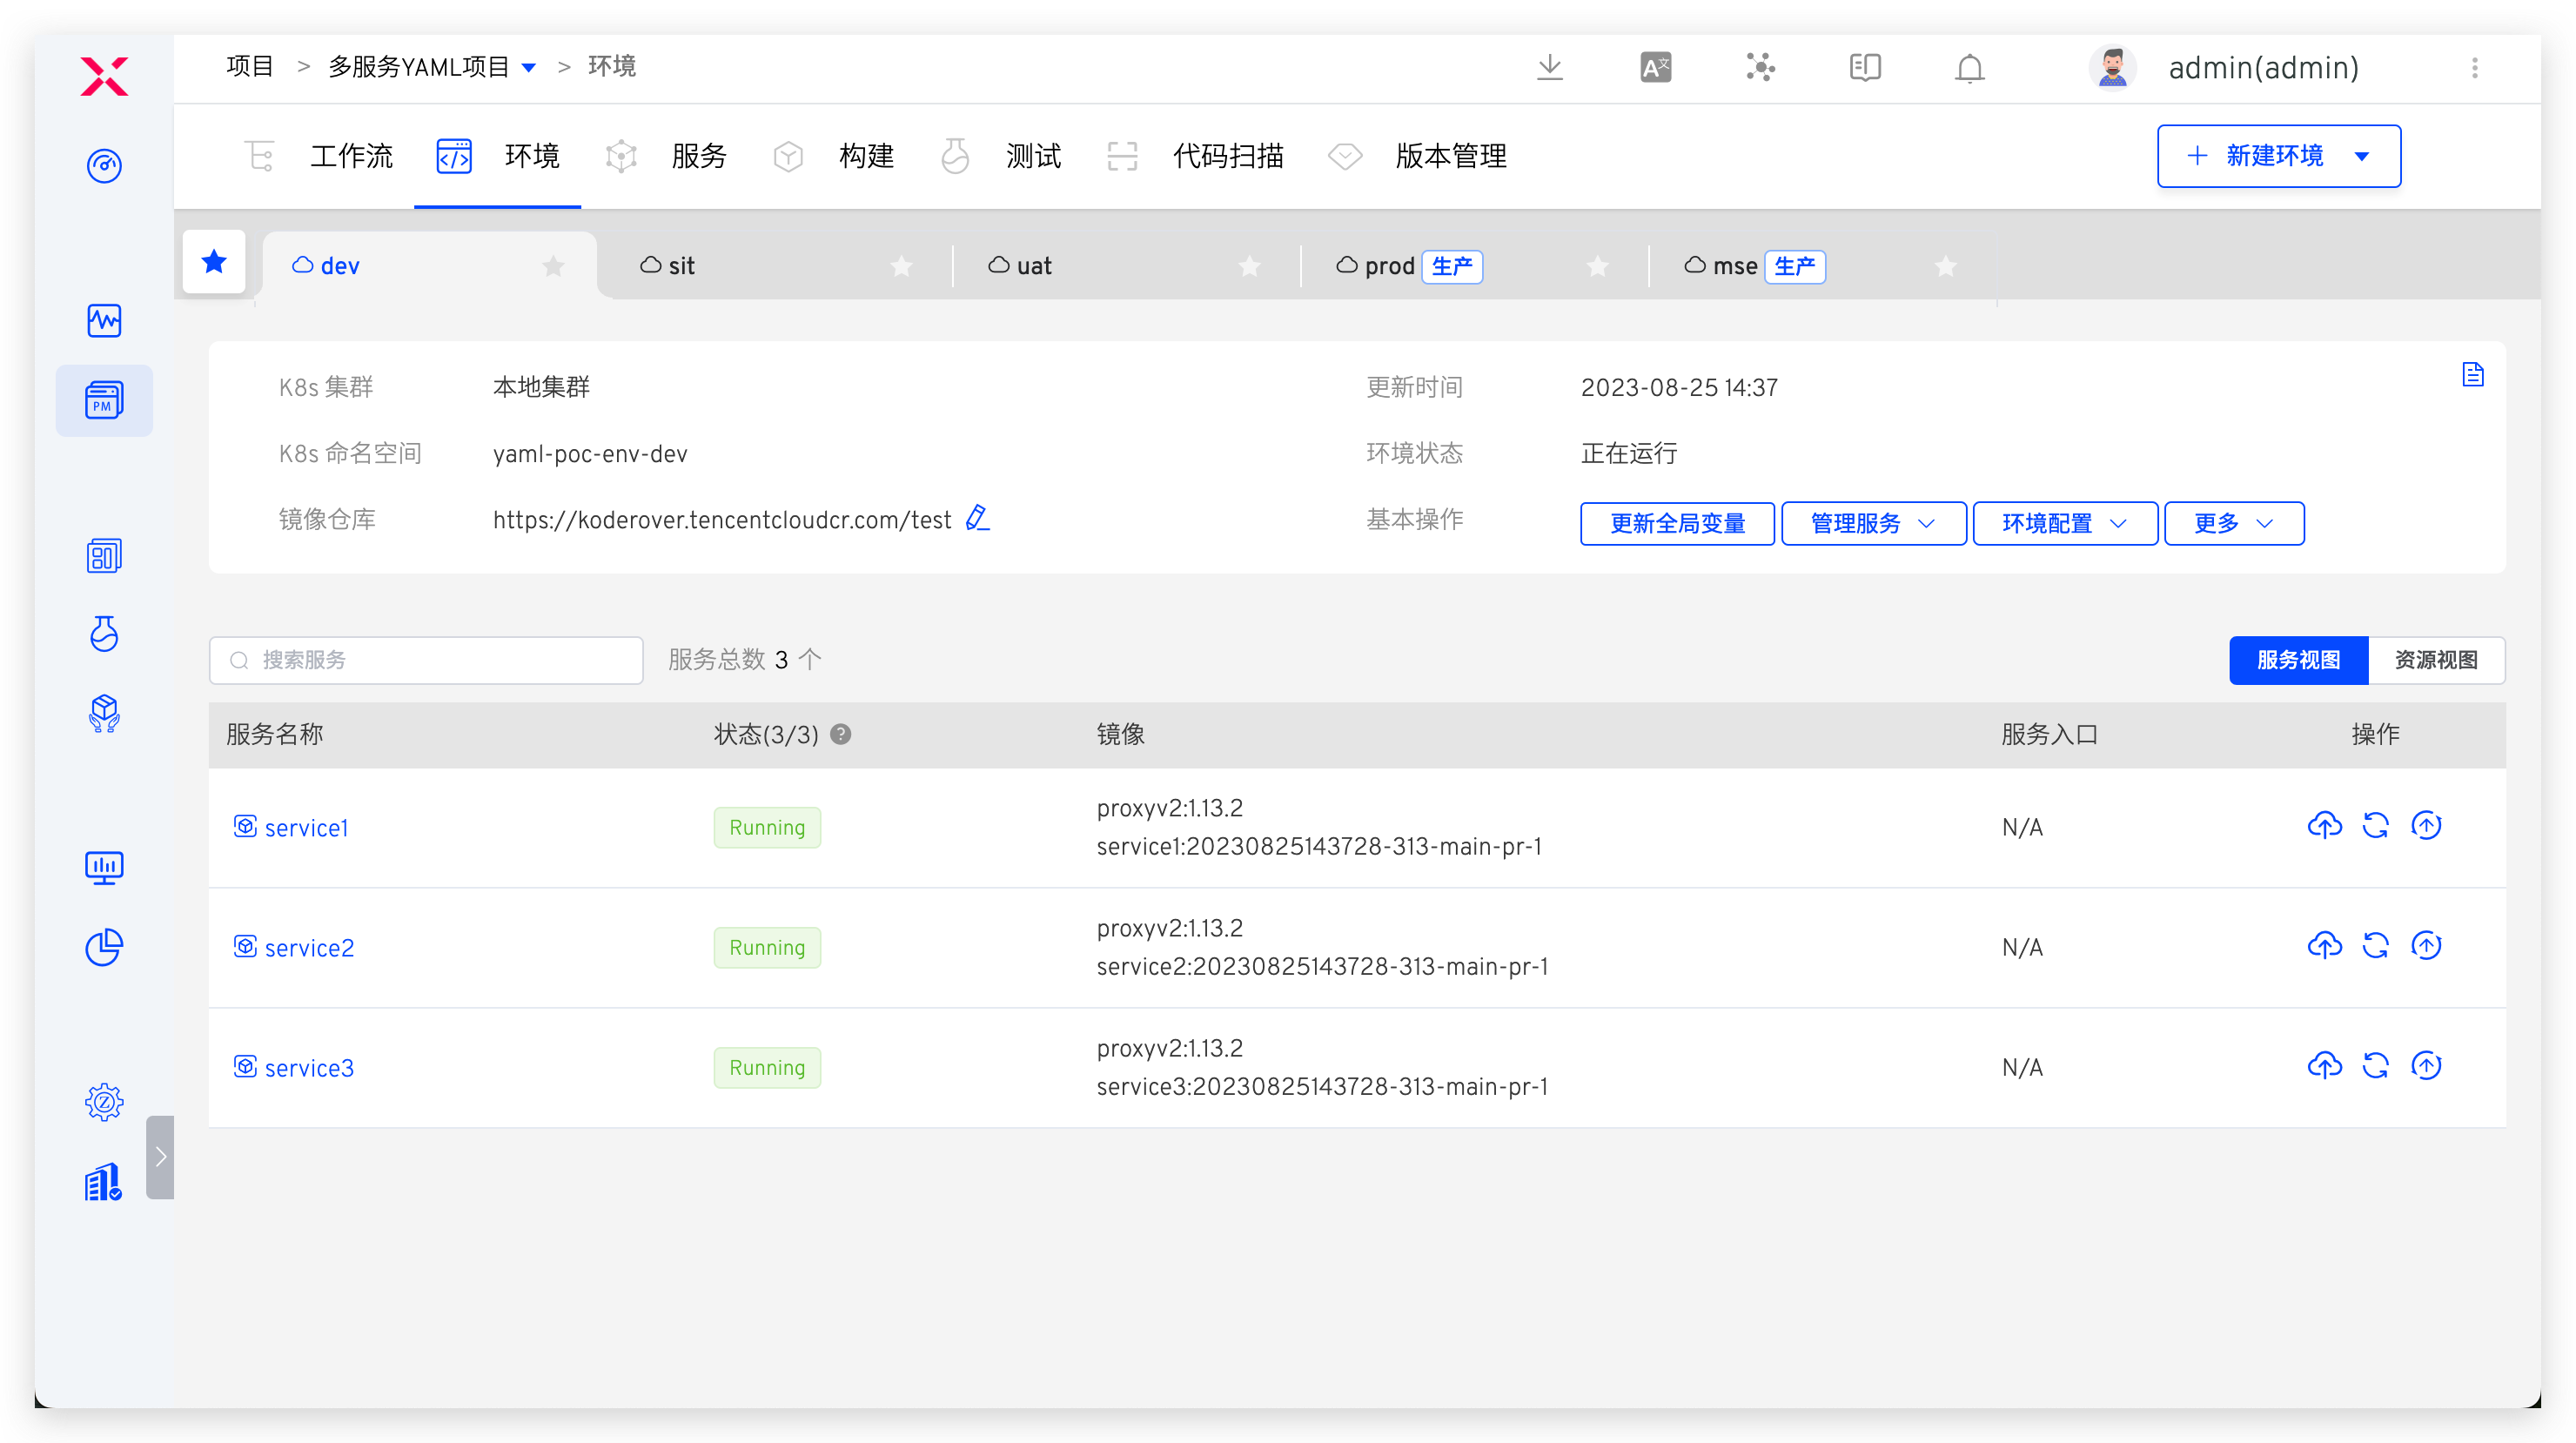 项目 > 多服务YAML项目 > 环境
admin(admin)
工作流 环境 服务 构建 测试 代码扫描 版本管理
+ 新建环境
dev sit uat prod 生产 mse 生产
PM
K8s 集群 本地集群 更新时间 2023-08-25 14:37
K8s 命名空间 yaml-poc-env-dev 环境状态 正在运行
镜像仓库 https://koderover.tencentcloudcr.com/test 基本操作 更新全局变量 管理服务 环境配置 更多
搜索服务 服务总数 3 个 服务视图 资源视图
服务名称 状态(3/3) ? 镜像 服务入口 操作
service1 Running proxyv2:1.13.2
service1:20230825143728-313-main-pr-1 N/A
service2 Running proxyv2:1.13.2
service2:20230825143728-313-main-pr-1 N/A
service3 Running proxyv2:1.13.2
service3:20230825143728-313-main-pr-1 N/A